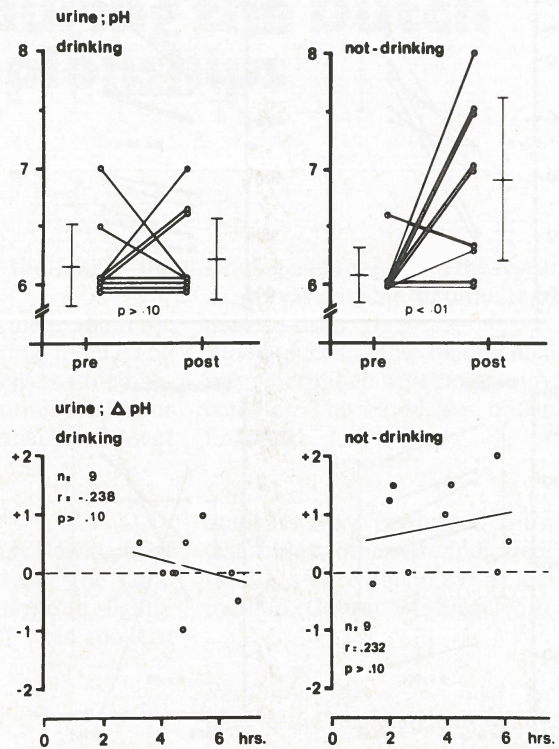 urine ; pH
drinking
not-drinking
8
7
6
p > .10
pre
post
8
7
6
p < .01
pre
post
urine ; Δ pH
drinking
not-drinking
+2
+1
0
-1
-2
n: 9
r: -.238
p > .10
0
2
4
6
hrs.
+2
+1
0
-1
-2
n: 9
r: .232
p > .10
0
2
4
6
hrs.